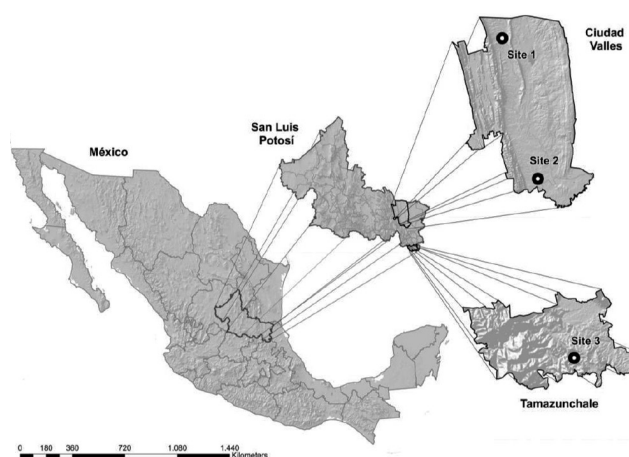 Ciudad
Valles
Site 1
San Luis
Potosí
México
Site 2
Site 3
Tamazunchale
0 180 360 720 1.080 1.440
Kilometers